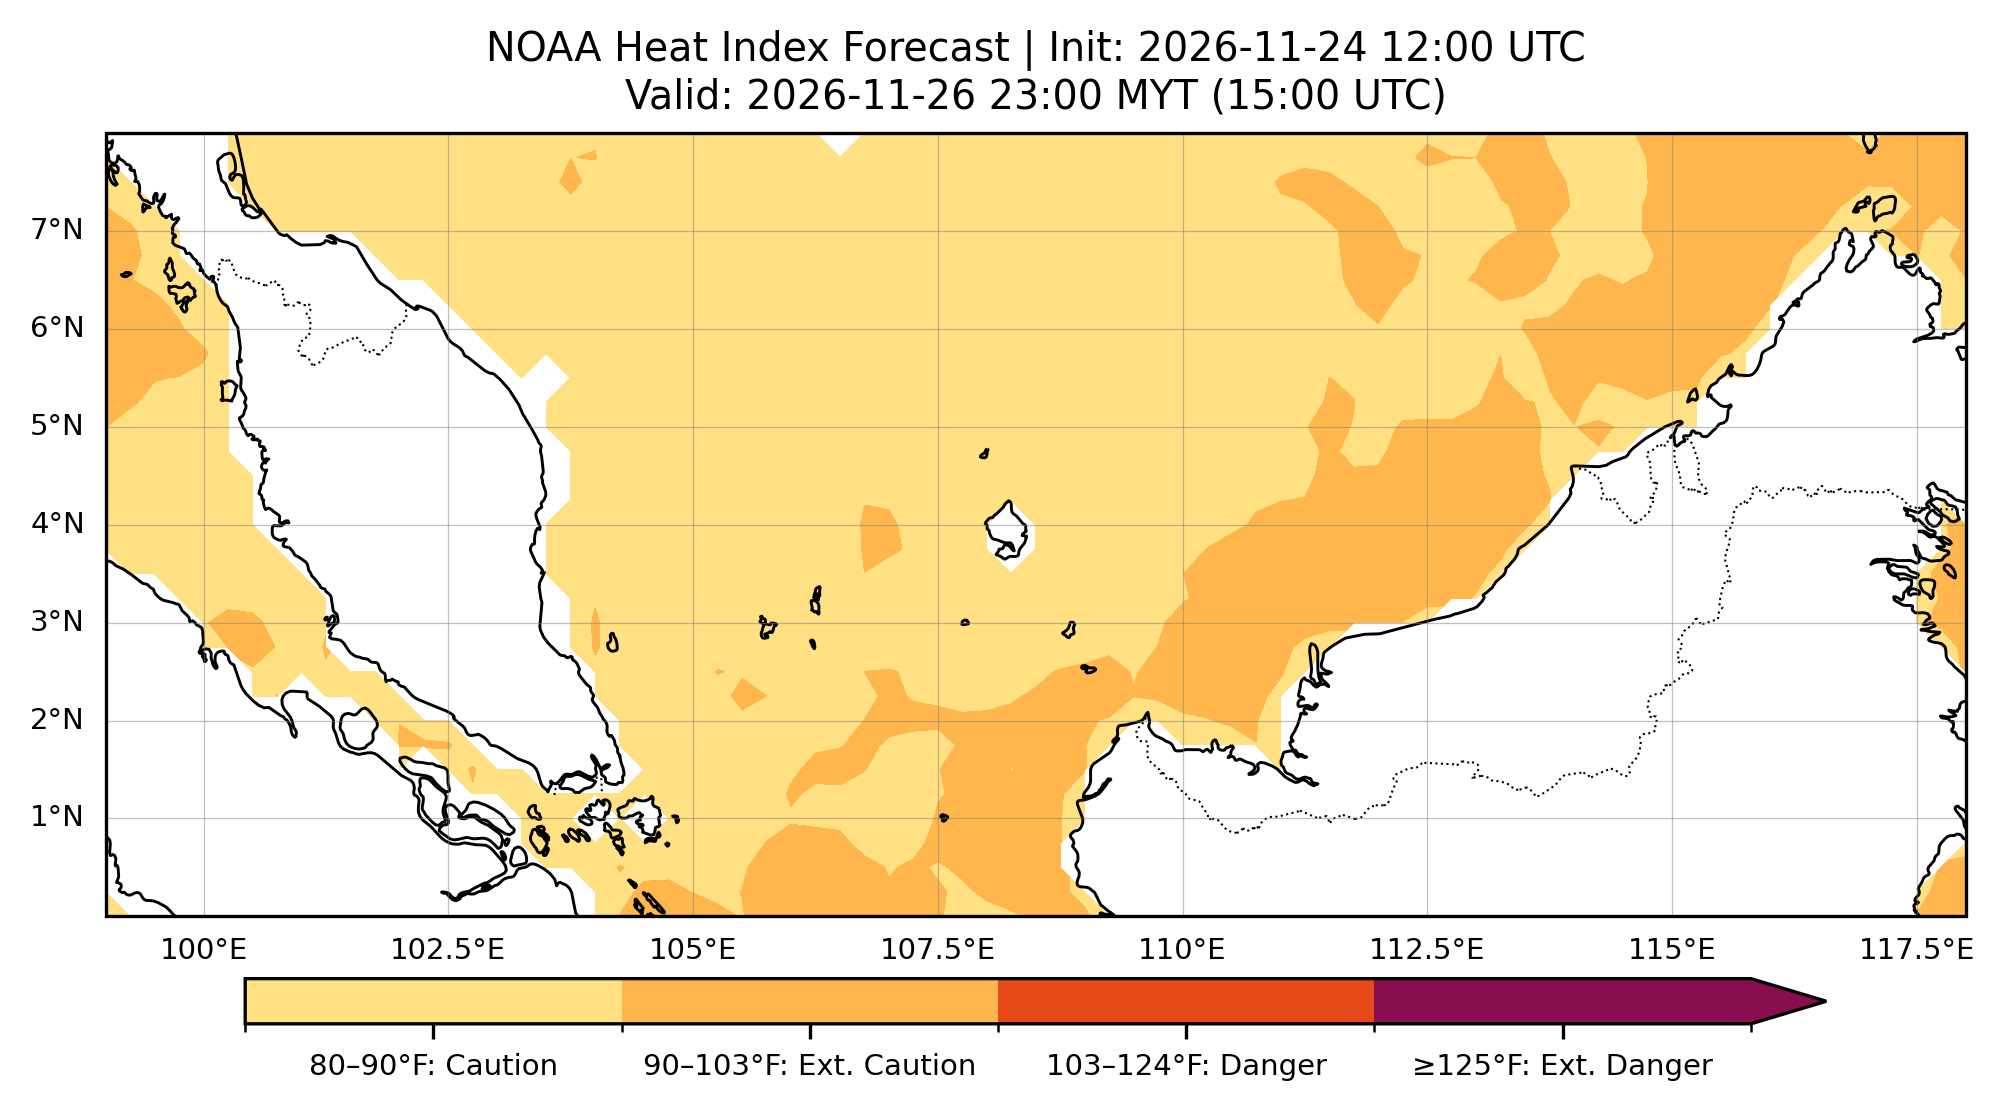 NOAA Heat Index Forecast | Init: 2026-11-24 12:00 UTC
Valid: 2026-11-26 23:00 MYT (15:00 UTC)
7°N
6°N
5°N
4°N
3°N
2°N
1°N
100°E
102.5°E
105°E
107.5°E
110°E
112.5°E
115°E
117.5°E
80–90°F: Caution
90–103°F: Ext. Caution
103–124°F: Danger
≥125°F: Ext. Danger